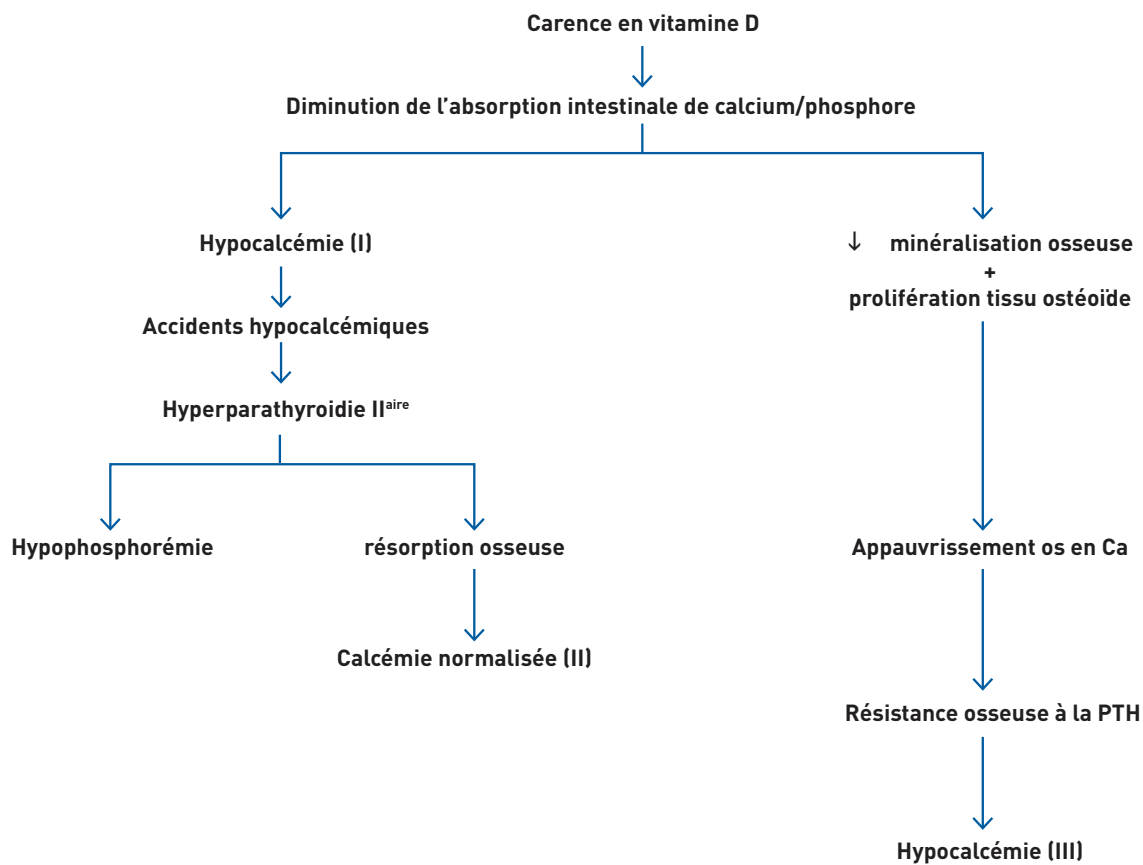 Carence en vitamine D
Diminution de l'absorption intestinale de calcium/phosphore
Hypocalcémie (I)
↓ minéralisation osseuse
+
prolifération tissu ostéoïde
Accidents hypocalcémiques
Hyperparathyroidie IIaire
Hypophosphorémie
résorption osseuse
Appauvrissement os en Ca
Calcémie normalisée (II)
Résistance osseuse à la PTH
Hypocalcémie (III)